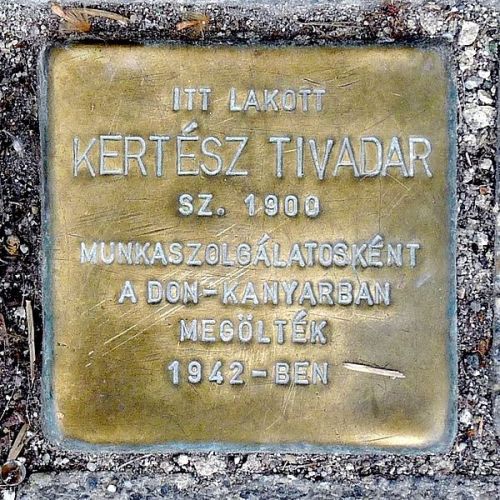 ITT LAKOTT
KERTÉSZ TIVADAR
SZ. 1900
MUNKASZOLGÁLATOSKÉNT
A DON-KANYARBAN
MEGÖLTÉK
1942-BEN